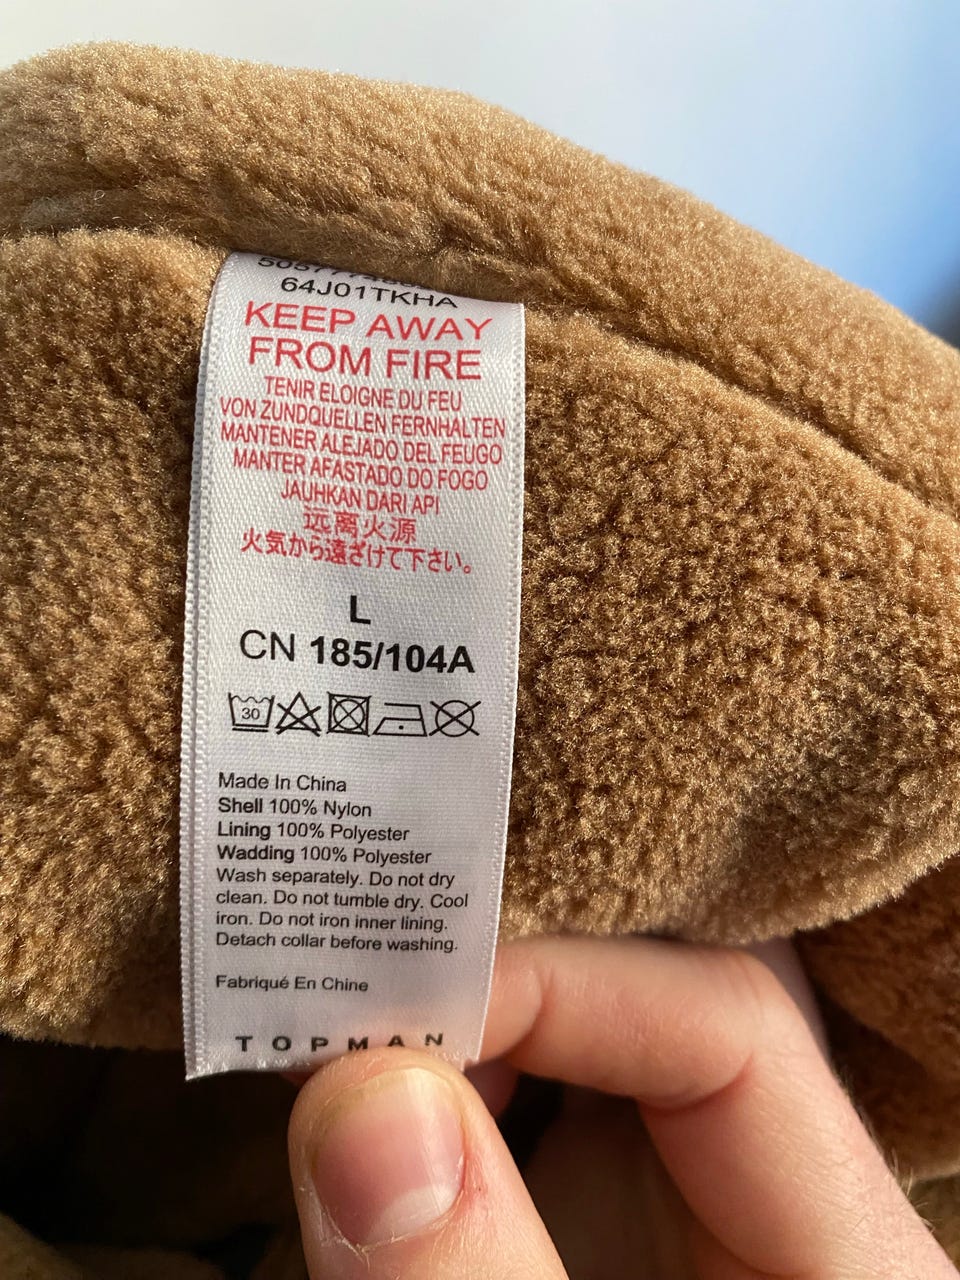 64J01TKHA
KEEP AWAY
FROM FIRE
TENIR ELOIGNE DU FEU
VON ZUNDQUELLEN FERNHALTEN
MANTENER ALEJADO DEL FEUGO
MANTER AFASTADO DO FOGO
JAUHKAN DARI API
远离火源
火気から遠ざけて下さい。
L
CN 185/104A
30
Made In China
Shell 100% Nylon
Lining 100% Polyester
Wadding 100% Polyester
Wash separately. Do not dry
clean. Do not tumble dry. Cool
iron. Do not iron inner lining.
Detach collar before washing.
Fabriqué En Chine
TOPMAN